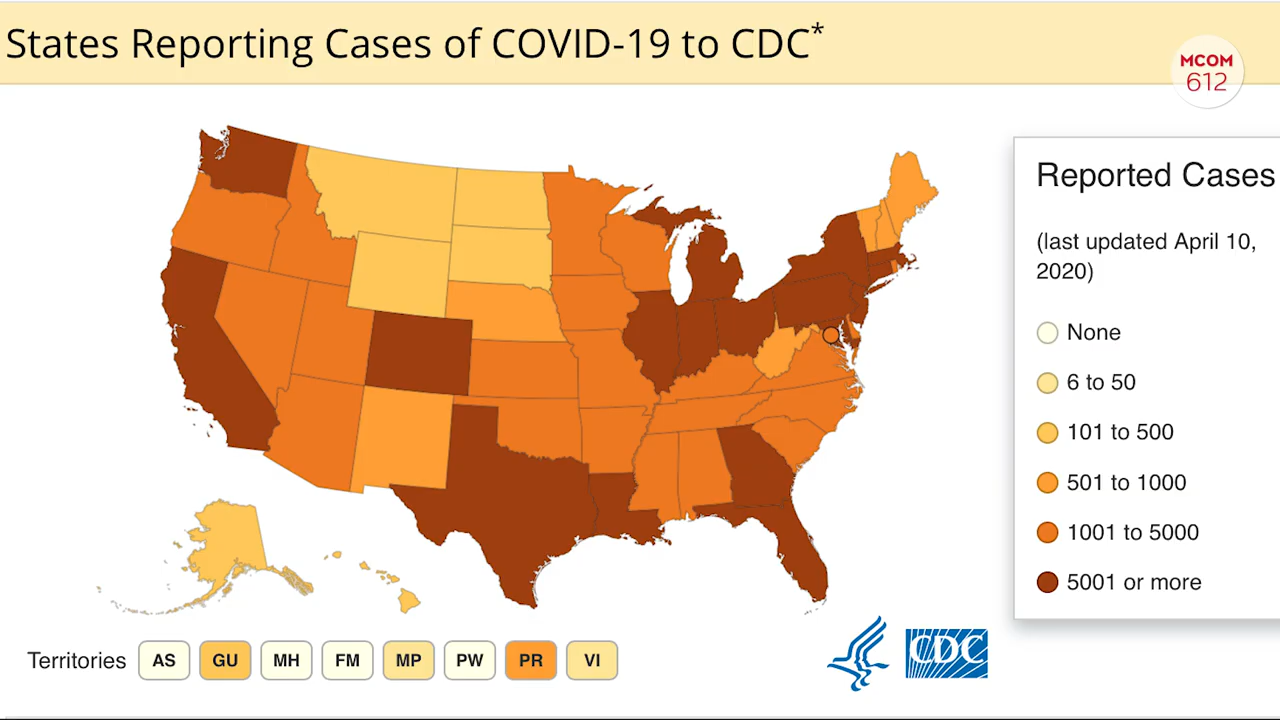 States Reporting Cases of COVID-19 to CDC*
MCOM
612
Reported Cases
(last updated April 10,
2020)
None
6 to 50
101 to 500
501 to 1000
1001 to 5000
5001 or more
Territories AS GU MH FM MP PW PR VI
CDC